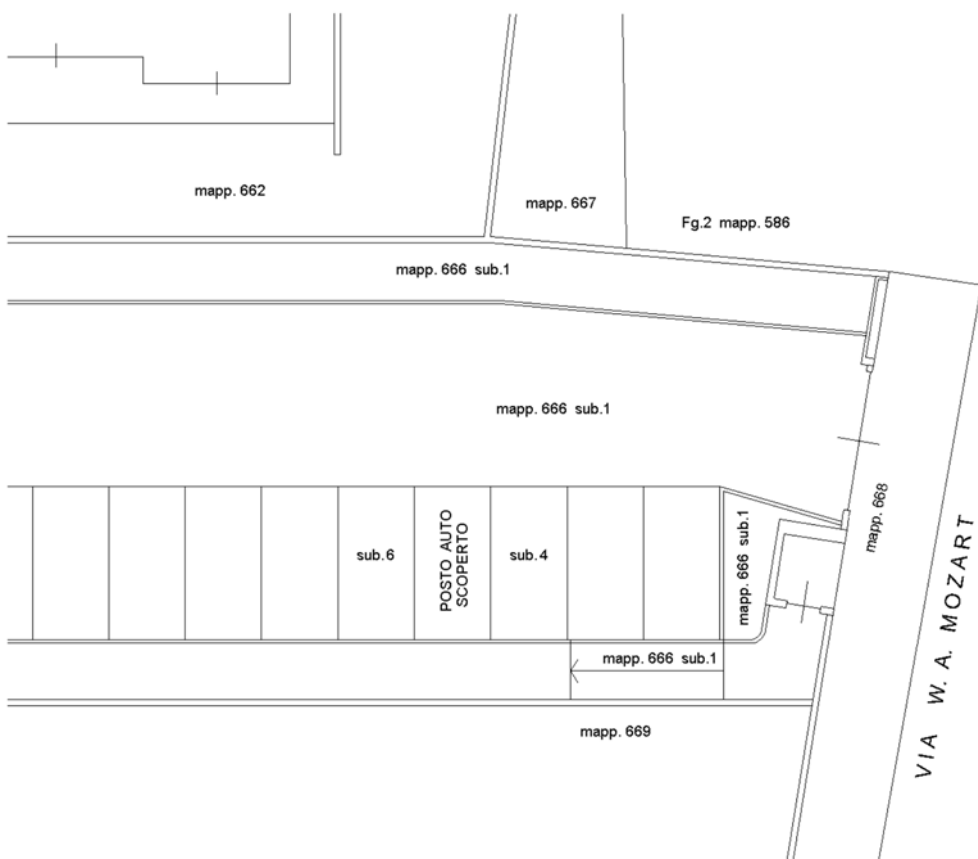 mapp. 662
mapp. 667
Fg.2 mapp. 586
mapp. 666 sub.1
mapp. 666 sub.1
mapp. 668
sub.6
POSTO AUTO
SCOPERTO
sub.4
mapp. 666 sub.1
mapp. 666 sub.1
mapp. 669
VIA W. A. MOZART